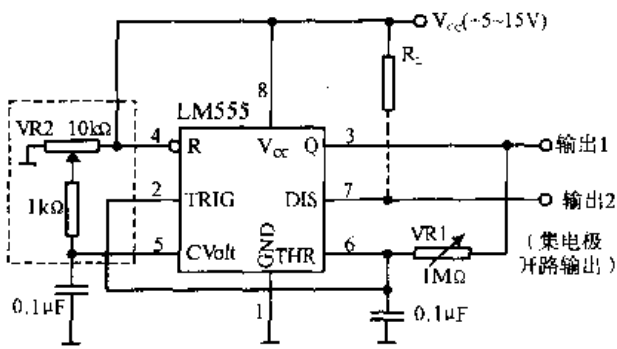 Vcc(+5~15V)
RL
8
LM555
VR2 10kΩ
4
R
Vcc
Q
3
输出1
2
TRIG
DIS
7
输出2
1kΩ
5
CVolt
GND
THR
6
VR1
1MΩ
(集电极
开路输出)
0.1μF
1
0.1μF